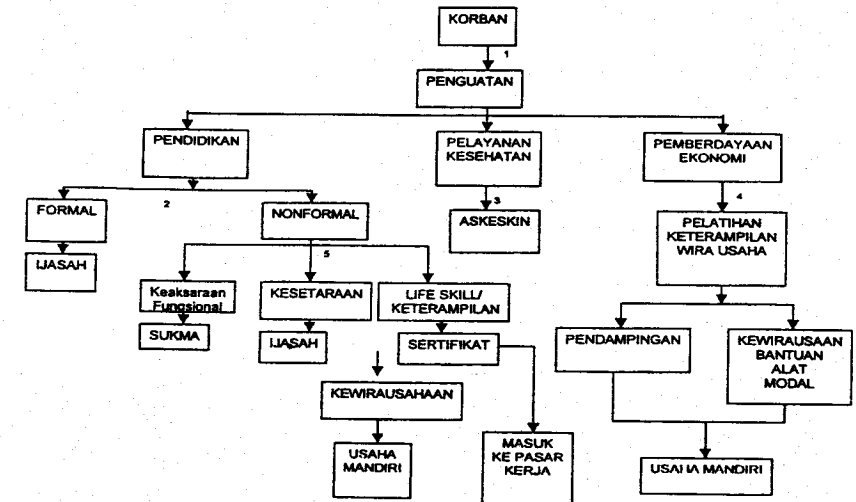 KORBAN
1
PENGUATAN
PENDIDIKAN
PELAYANAN
KESEHATAN
PEMBERDAYAAN
EKONOMI
2
3
4
FORMAL
NONFORMAL
ASKESKIN
PELATIHAN
KETERAMPILAN
WIRA USAHA
IJASAH
5
Keaksaraan
Fungsional
KESETARAAN
LIFE SKILL/
KETERAMPILAN
SUKMA
IJASAH
SERTIFIKAT
PENDAMPINGAN
KEWIRAUSAAN
BANTUAN
ALAT
MODAL
KEWIRAUSAHAAN
USAHA
MANDIRI
MASUK
KE PASAR
KERJA
USAHA MANDIRI